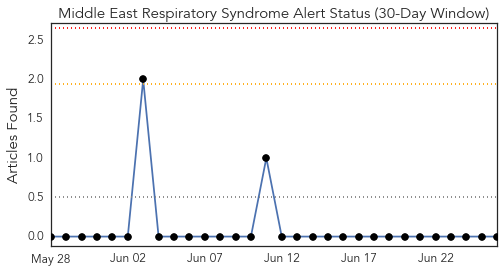 Middle East Respiratory Syndrome Alert Status (30-Day Window)
2.5
2.0
1.5
1.0
0.5
0.0
Articles Found
May 28 Jun 02 Jun 07 Jun 12 Jun 17 Jun 22